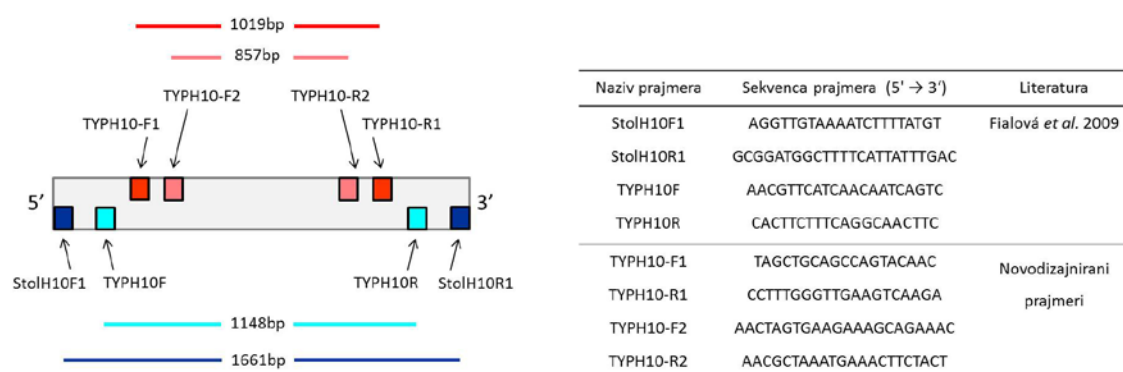 1019bp
857bp
TYPH10-F2
TYPH10-R2
TYPH10-F1
TYPH10-R1
5’
3’
StolH10F1
TYPH10F
TYPH10R
StolH10R1
1148bp
1661bp
Naziv prajmera Sekvenca prajmera (5' → 3’) Literatura
StolH10F1 AGGTTGTAAAATCTTTTATGT Fialová et al. 2009
StolH10R1 GCGGATGGCTTTTCATTATTTGAC
TYPH10F AACGTTCATCAACAATCAGTC
TYPH10R CACTTCTTTCAGGCAACTTC
TYPH10-F1 TAGCTGCAGCCAGTACAAC Novodizajnirani
TYPH10-R1 CCTTTGGGTTGAAGTCAAGA prajmeri
TYPH10-F2 AACTAGTGAAGAAAGCAGAAAC
TYPH10-R2 AACGCTAAATGAAACTTCTACT